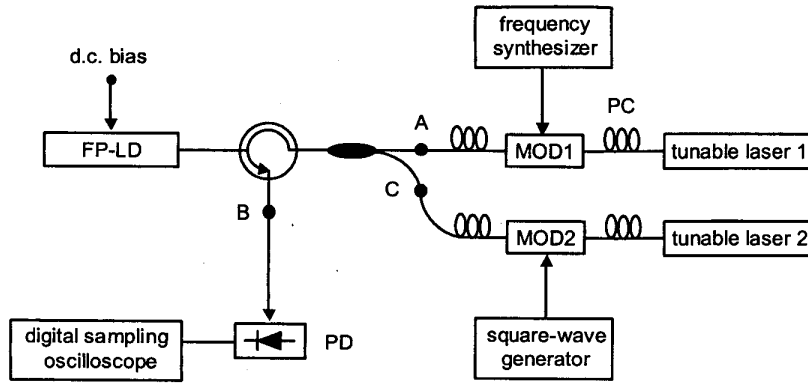 frequency
synthesizer
d.c. bias
PC
A
FP-LD
MOD1
tunable laser 1
C
B
MOD2
tunable laser 2
digital sampling
oscilloscope
PD
square-wave
generator